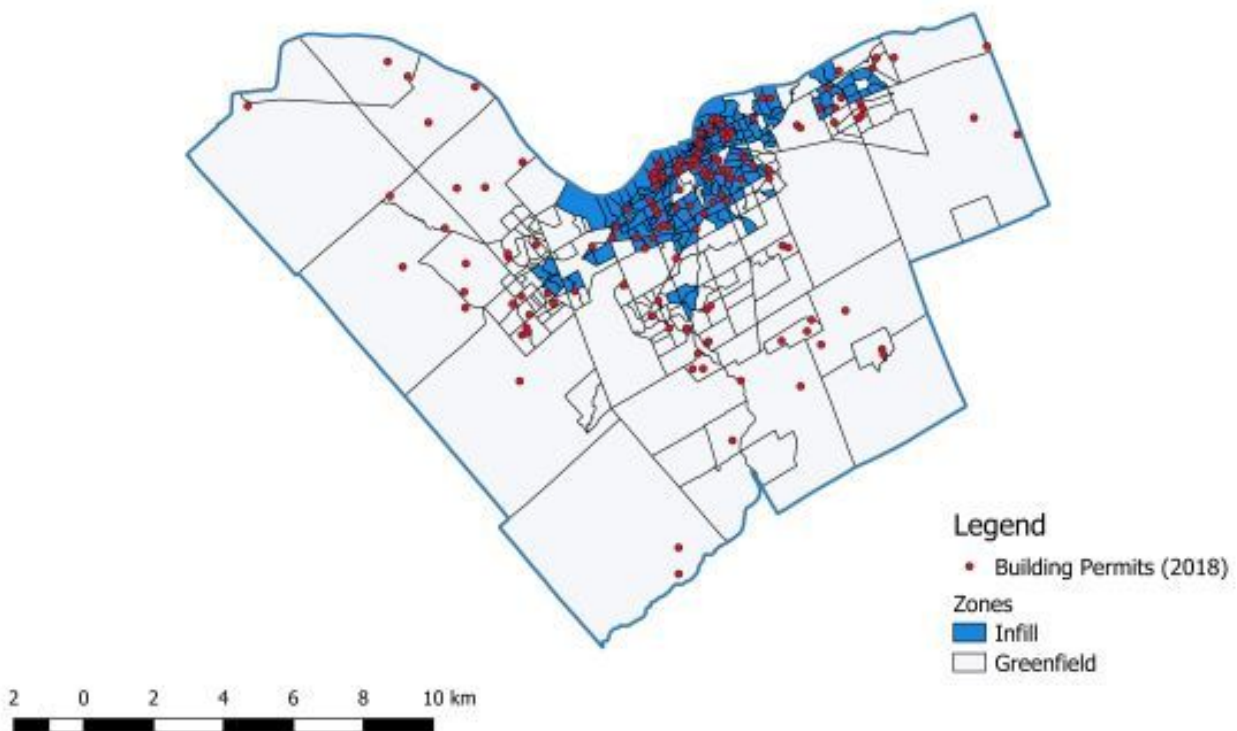 Legend
Building Permits (2018)
Zones
Infill
Greenfield
2 0 2 4 6 8 10 km